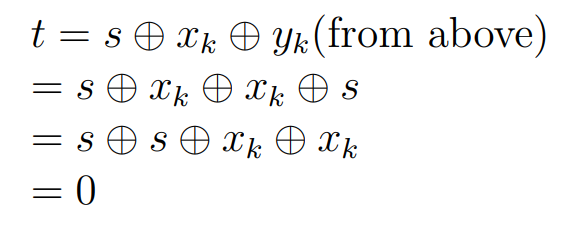 t = s ⊕ x_k ⊕ y_k(from above)
= s ⊕ x_k ⊕ x_k ⊕ s
= s ⊕ s ⊕ x_k ⊕ x_k
= 0